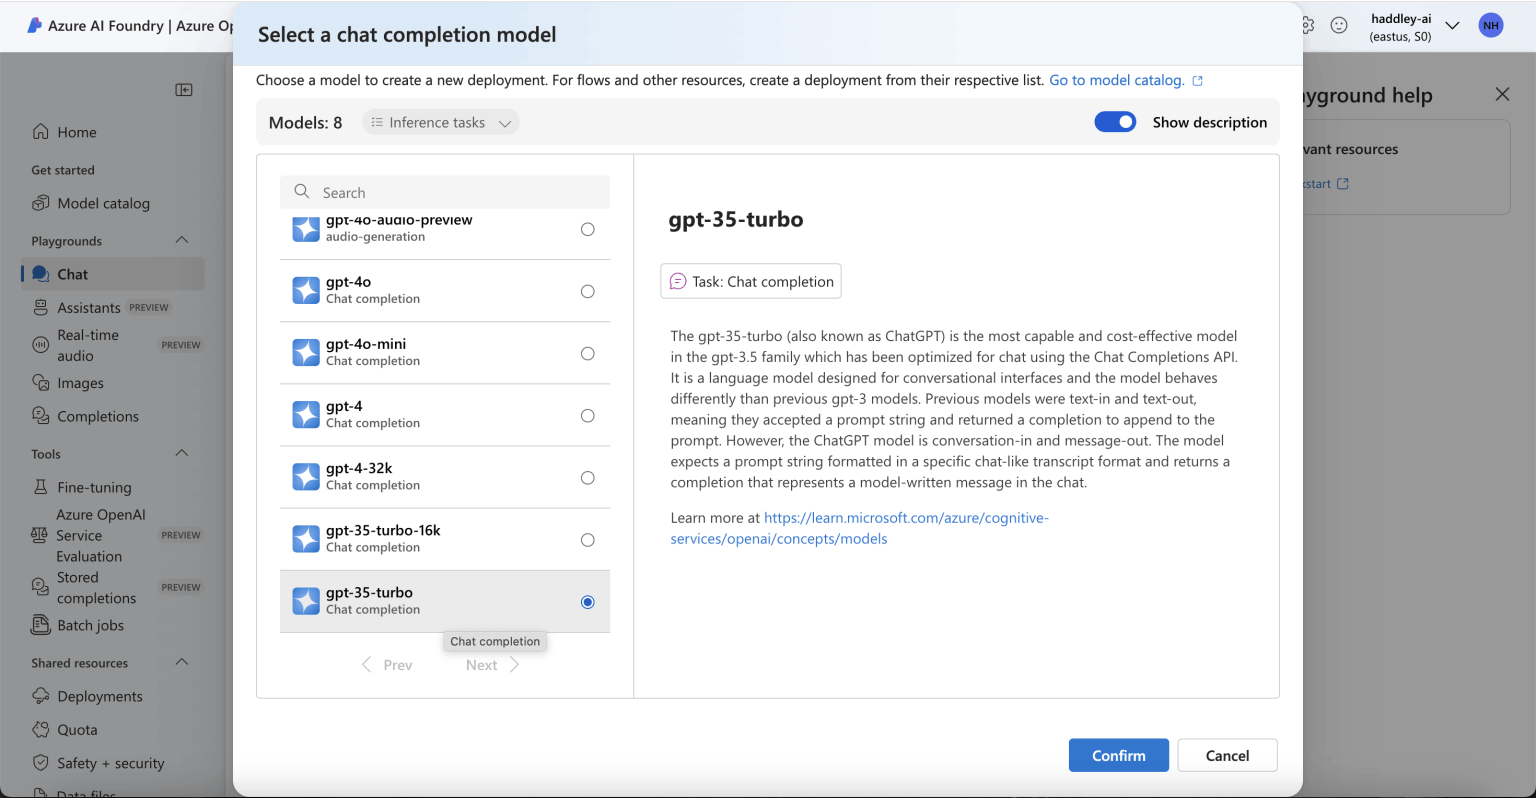 Azure AI Foundry | Azure Op
haddley-ai
(eastus, S0)
NH
Home
Get started
Model catalog
Playgrounds
Chat
Assistants PREVIEW
Real-time
audio
PREVIEW
Images
Completions
Tools
Fine-tuning
Azure OpenAI
Service
Evaluation
PREVIEW
Stored
completions
PREVIEW
Batch jobs
Shared resources
Deployments
Quota
Safety + security
Data files
Select a chat completion model
Choose a model to create a new deployment. For flows and other resources, create a deployment from their respective list. Go to model catalog.
Models: 8
Inference tasks
Show description
Search
gpt-4o-audio-preview
audio-generation
gpt-4o
Chat completion
gpt-4o-mini
Chat completion
gpt-4
Chat completion
gpt-4-32k
Chat completion
gpt-35-turbo-16k
Chat completion
gpt-35-turbo
Chat completion
Chat completion
Prev
Next
gpt-35-turbo
Task: Chat completion
The gpt-35-turbo (also known as ChatGPT) is the most capable and cost-effective model
in the gpt-3.5 family which has been optimized for chat using the Chat Completions API.
It is a language model designed for conversational interfaces and the model behaves
differently than previous gpt-3 models. Previous models were text-in and text-out,
meaning they accepted a prompt string and returned a completion to append to the
prompt. However, the ChatGPT model is conversation-in and message-out. The model
expects a prompt string formatted in a specific chat-like transcript format and returns a
completion that represents a model-written message in the chat.
Learn more at https://learn.microsoft.com/azure/cognitive-
services/openai/concepts/models
Confirm
Cancel
yground help
vant resources
kstart